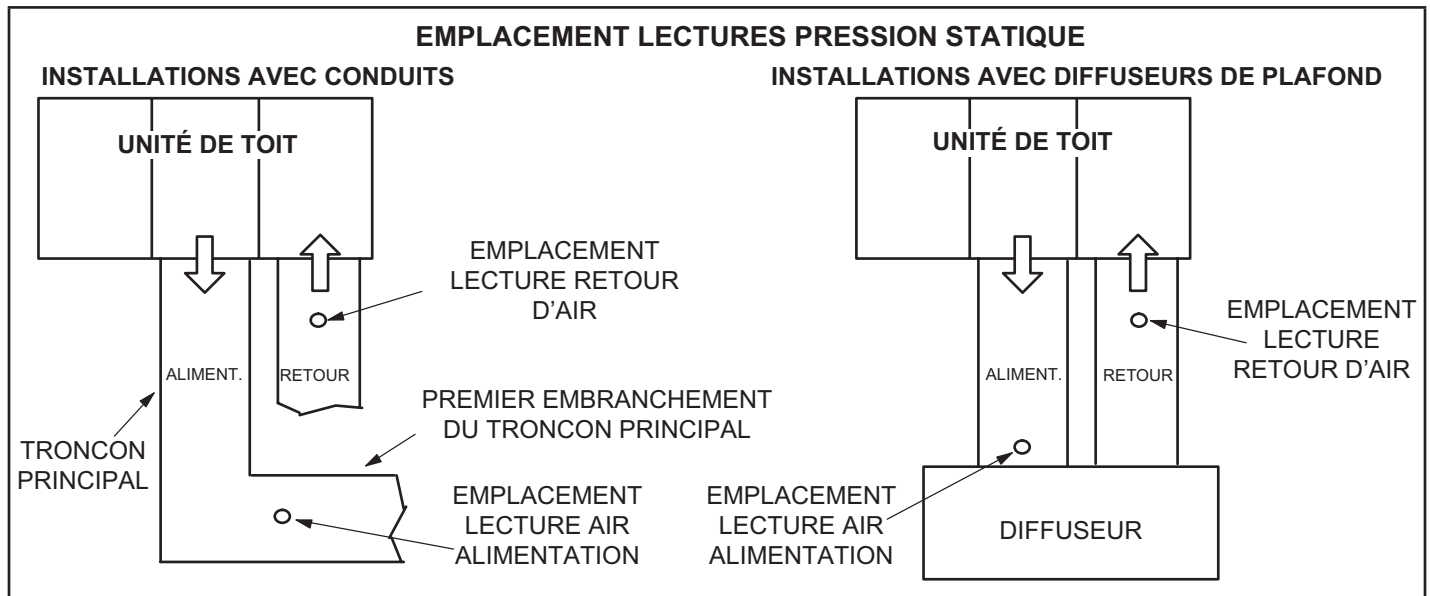 EMPLACEMENT LECTURES PRESSION STATIQUE
INSTALLATIONS AVEC CONDUITS
UNITÉ DE TOIT
EMPLACEMENT
LECTURE RETOUR
D’AIR
ALIMENT.
RETOUR
PREMIER EMBRANCHEMENT
DU TRONCON PRINCIPAL
TRONCON
PRINCIPAL
EMPLACEMENT
LECTURE AIR
ALIMENTATION
INSTALLATIONS AVEC DIFFUSEURS DE PLAFOND
UNITÉ DE TOIT
EMPLACEMENT
LECTURE
RETOUR D’AIR
ALIMENT.
RETOUR
EMPLACEMENT
LECTURE AIR
ALIMENTATION
DIFFUSEUR